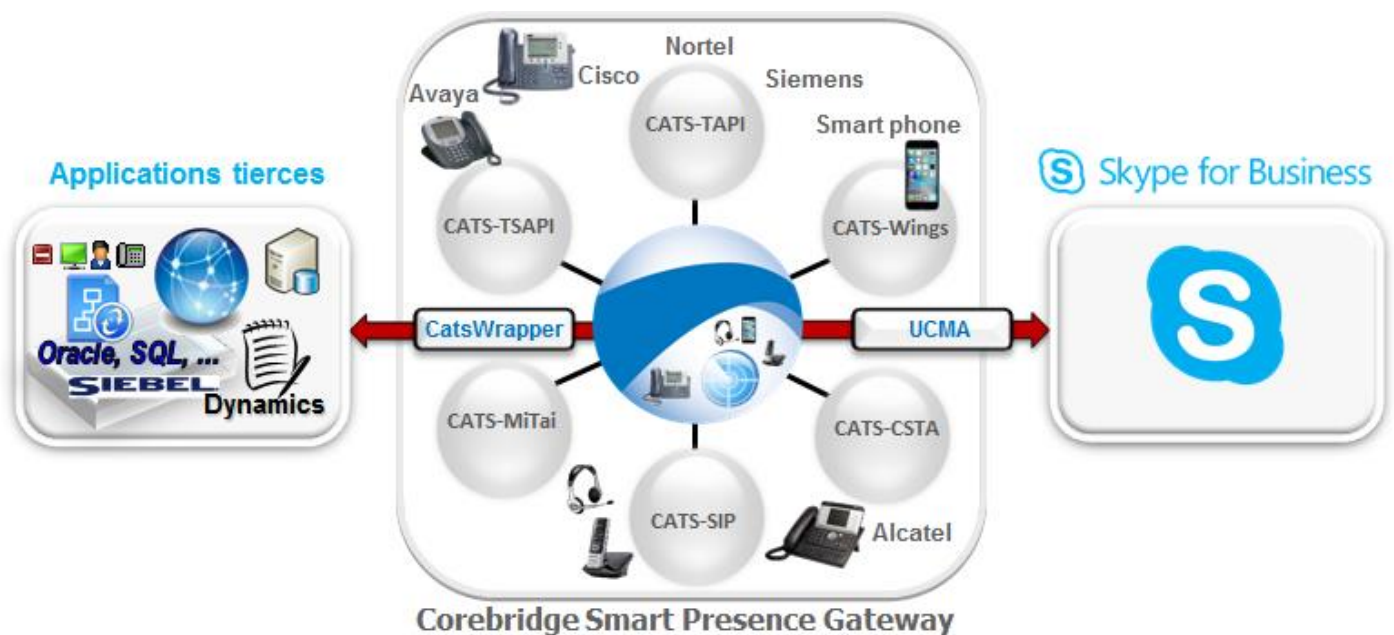 Nortel
Cisco
Siemens
Avaya
CATS-TAPI
Smart phone
Applications tierces
S Skype for Business
CATS-TSAPI
CATS-Wings
CatsWrapper
UCMA
Oracle, SQL, ...
SIEBEL
Dynamics
S
CATS-MiTai
CATS-CSTA
CATS-SIP
Alcatel
Corebridge Smart Presence Gateway